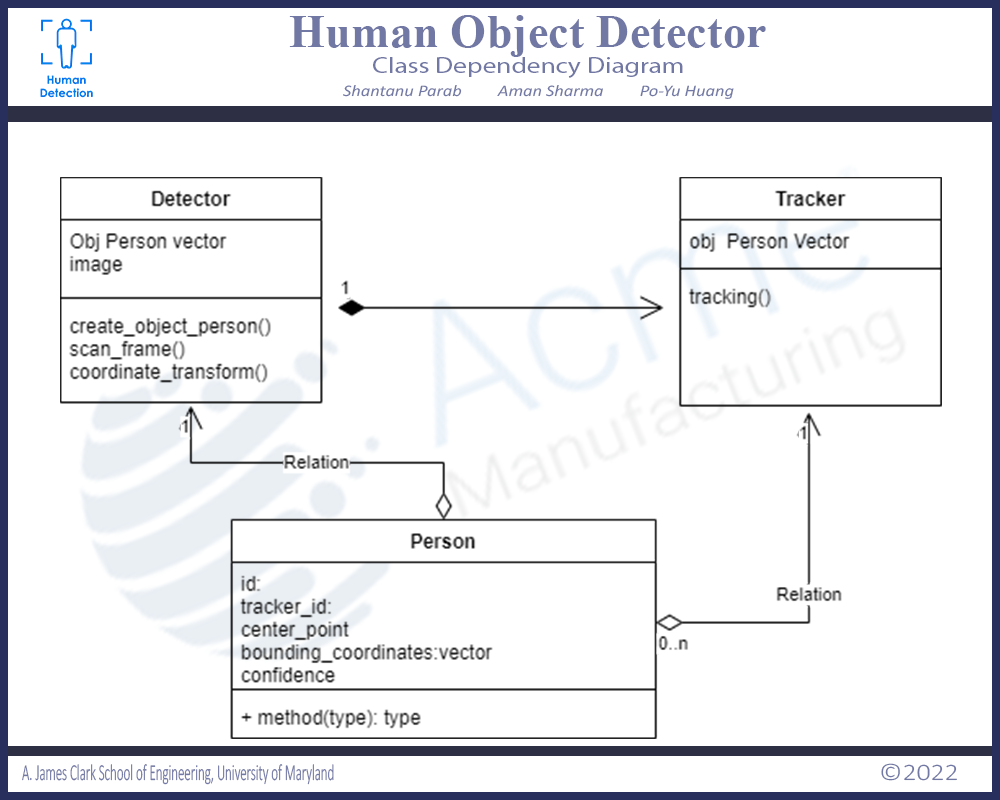 Human Object Detector
Class Dependency Diagram
Shantanu Parab Aman Sharma Po-Yu Huang
Human
Detection
Detector
Obj Person vector
image
create_object_person()
scan_frame()
coordinate_transform()
1
Tracker
obj  Person Vector
tracking()
Acme
Manufacturing
1
Relation
1
Relation
0..n
Person
id:
tracker_id:
center_point
bounding_coordinates:vector
confidence
+ method(type): type
A. James Clark School of Engineering, University of Maryland
©2022